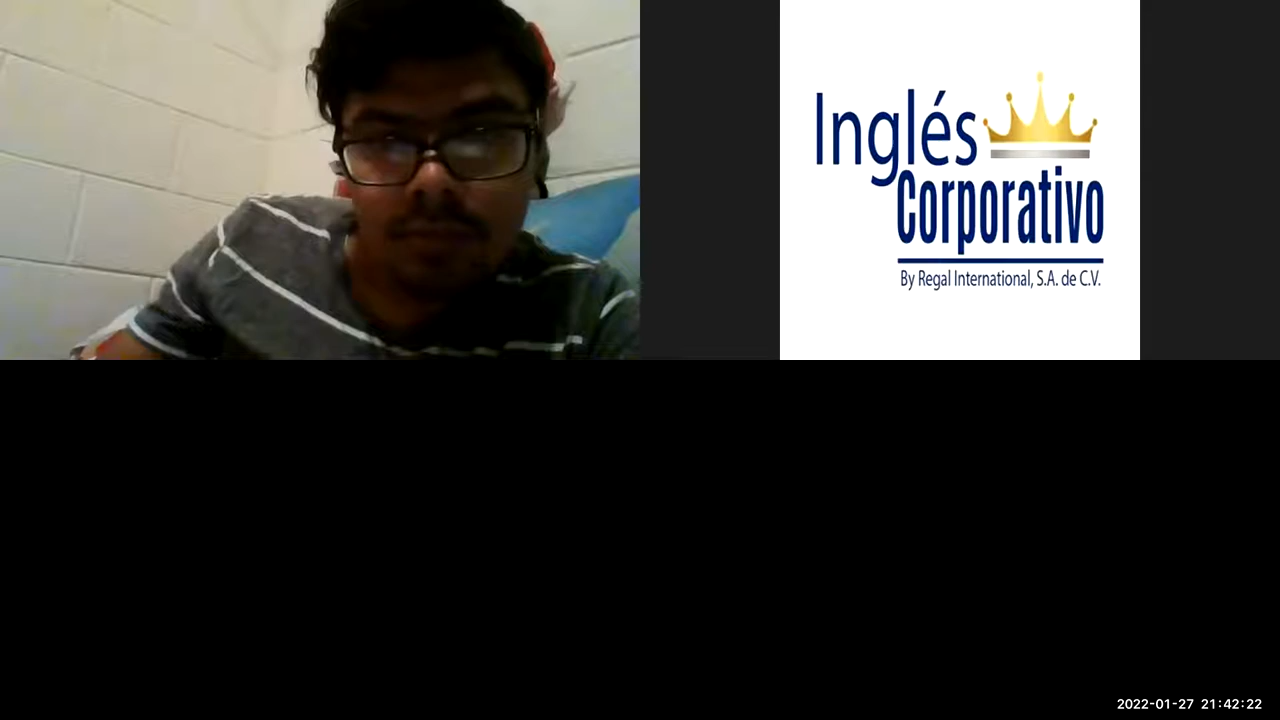 Inglés
Corporativo
By Regal International, S.A. de C.V.
2022-01-27 21:42:22